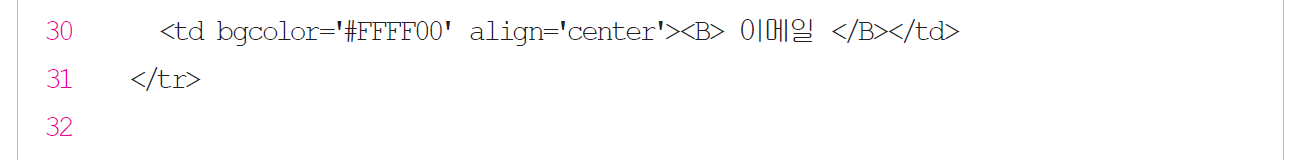 30 <td bgcolor='#FFFF00' align='center'><B> 이메일 </B></td>
31 </tr>
32